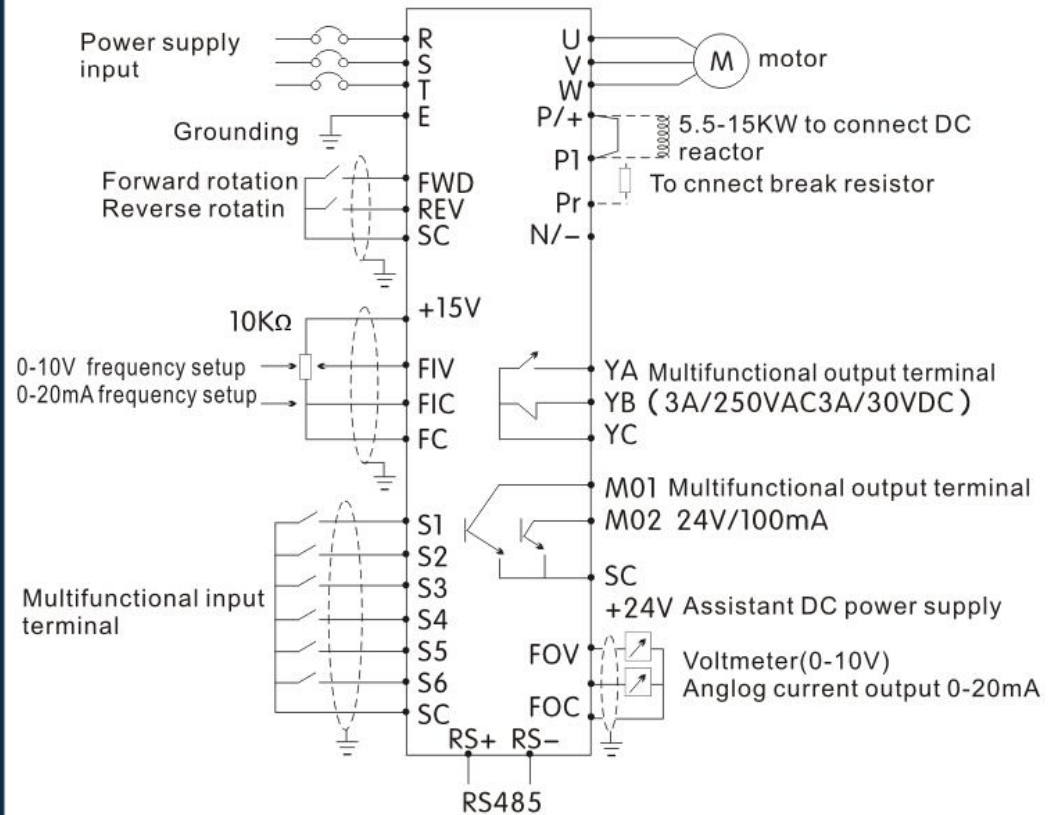 Power supply
input
R
S
T
E
Grounding
Forward rotation
Reverse rotatin
FWD
REV
SC
10KΩ
+15V
0-10V frequency setup
0-20mA frequency setup
FIV
FIC
FC
Multifunctional input
terminal
S1
S2
S3
S4
S5
S6
SC
RS+ RS−
RS485
U
V
W
M
motor
P/+
P1
Pr
N/−
5.5-15KW to connect DC
reactor
To cnnect break resistor
YA Multifunctional output terminal
YB (3A/250VAC3A/30VDC)
YC
M01 Multifunctional output terminal
M02 24V/100mA
SC
+24V Assistant DC power supply
FOV
FOC
Voltmeter(0-10V)
Anglog current output 0-20mA